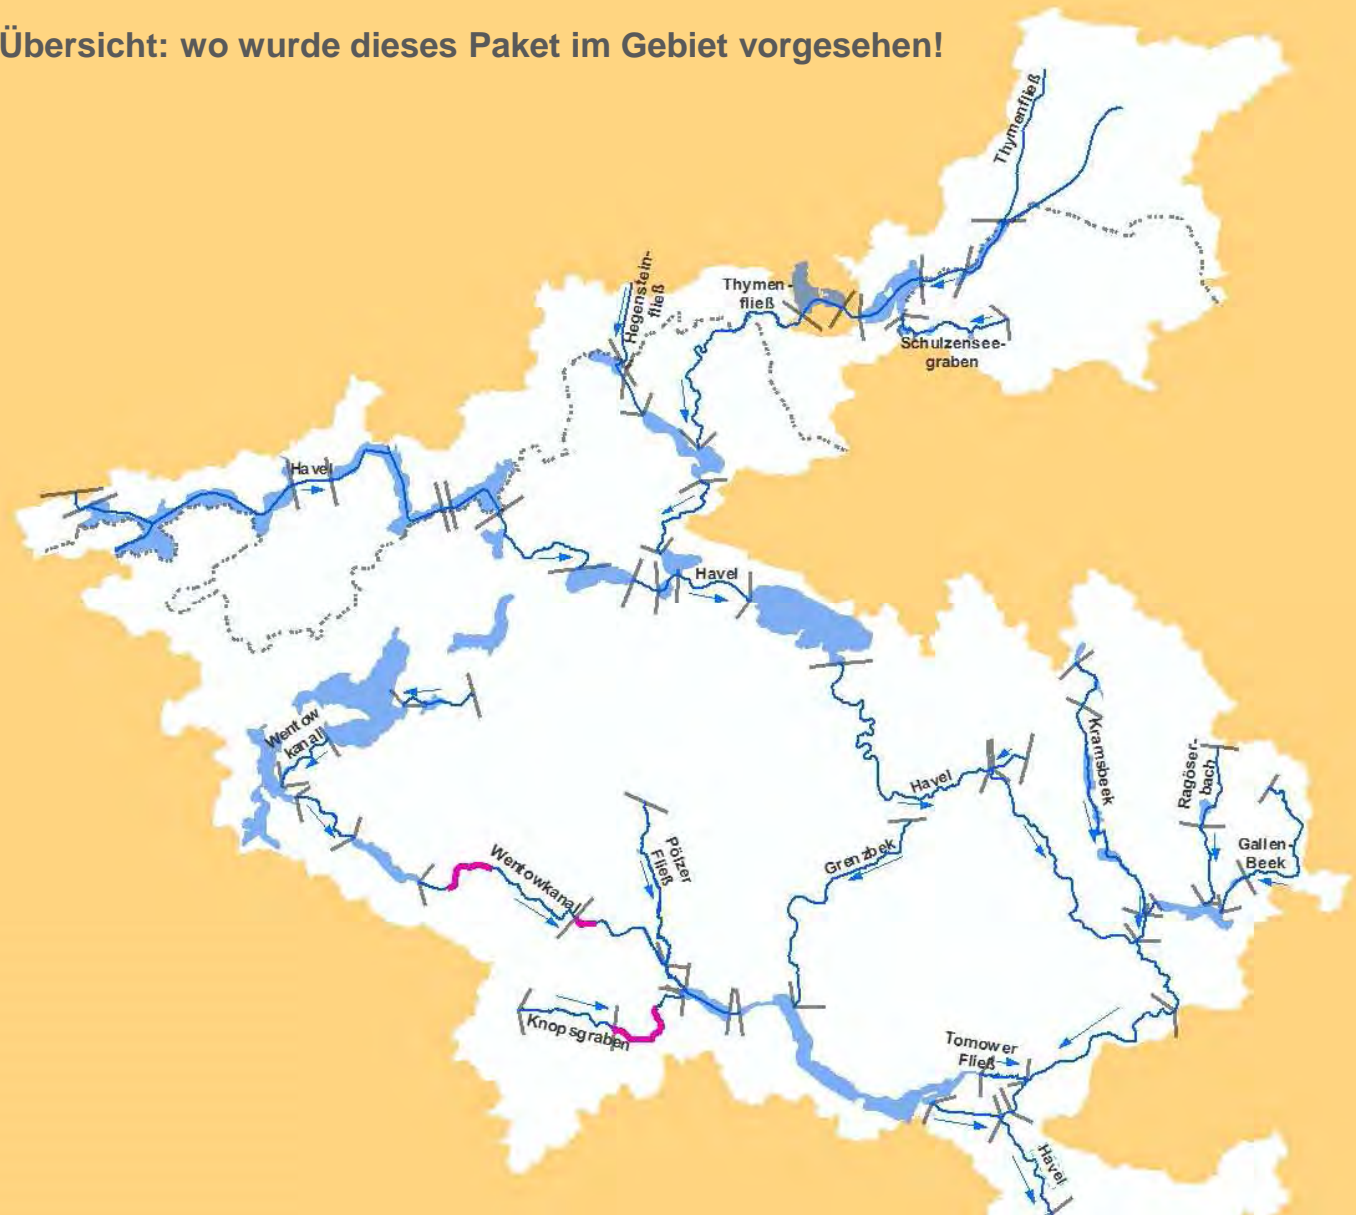 Übersicht: wo wurde dieses Paket im Gebiet vorgesehen!
Thymenfließ
Hegenstein-
fließ
Thymen-
fließ
Schulzensee-
graben
Havel
Havel
Wentow
kanal
Kramsbeek
Ragöser-
bach
Havel
Gallen-
Beek
Pölzer
Fließ
Grenzbek
Wentowkanal
Knopsgraben
Tornower
Fließ
Havel